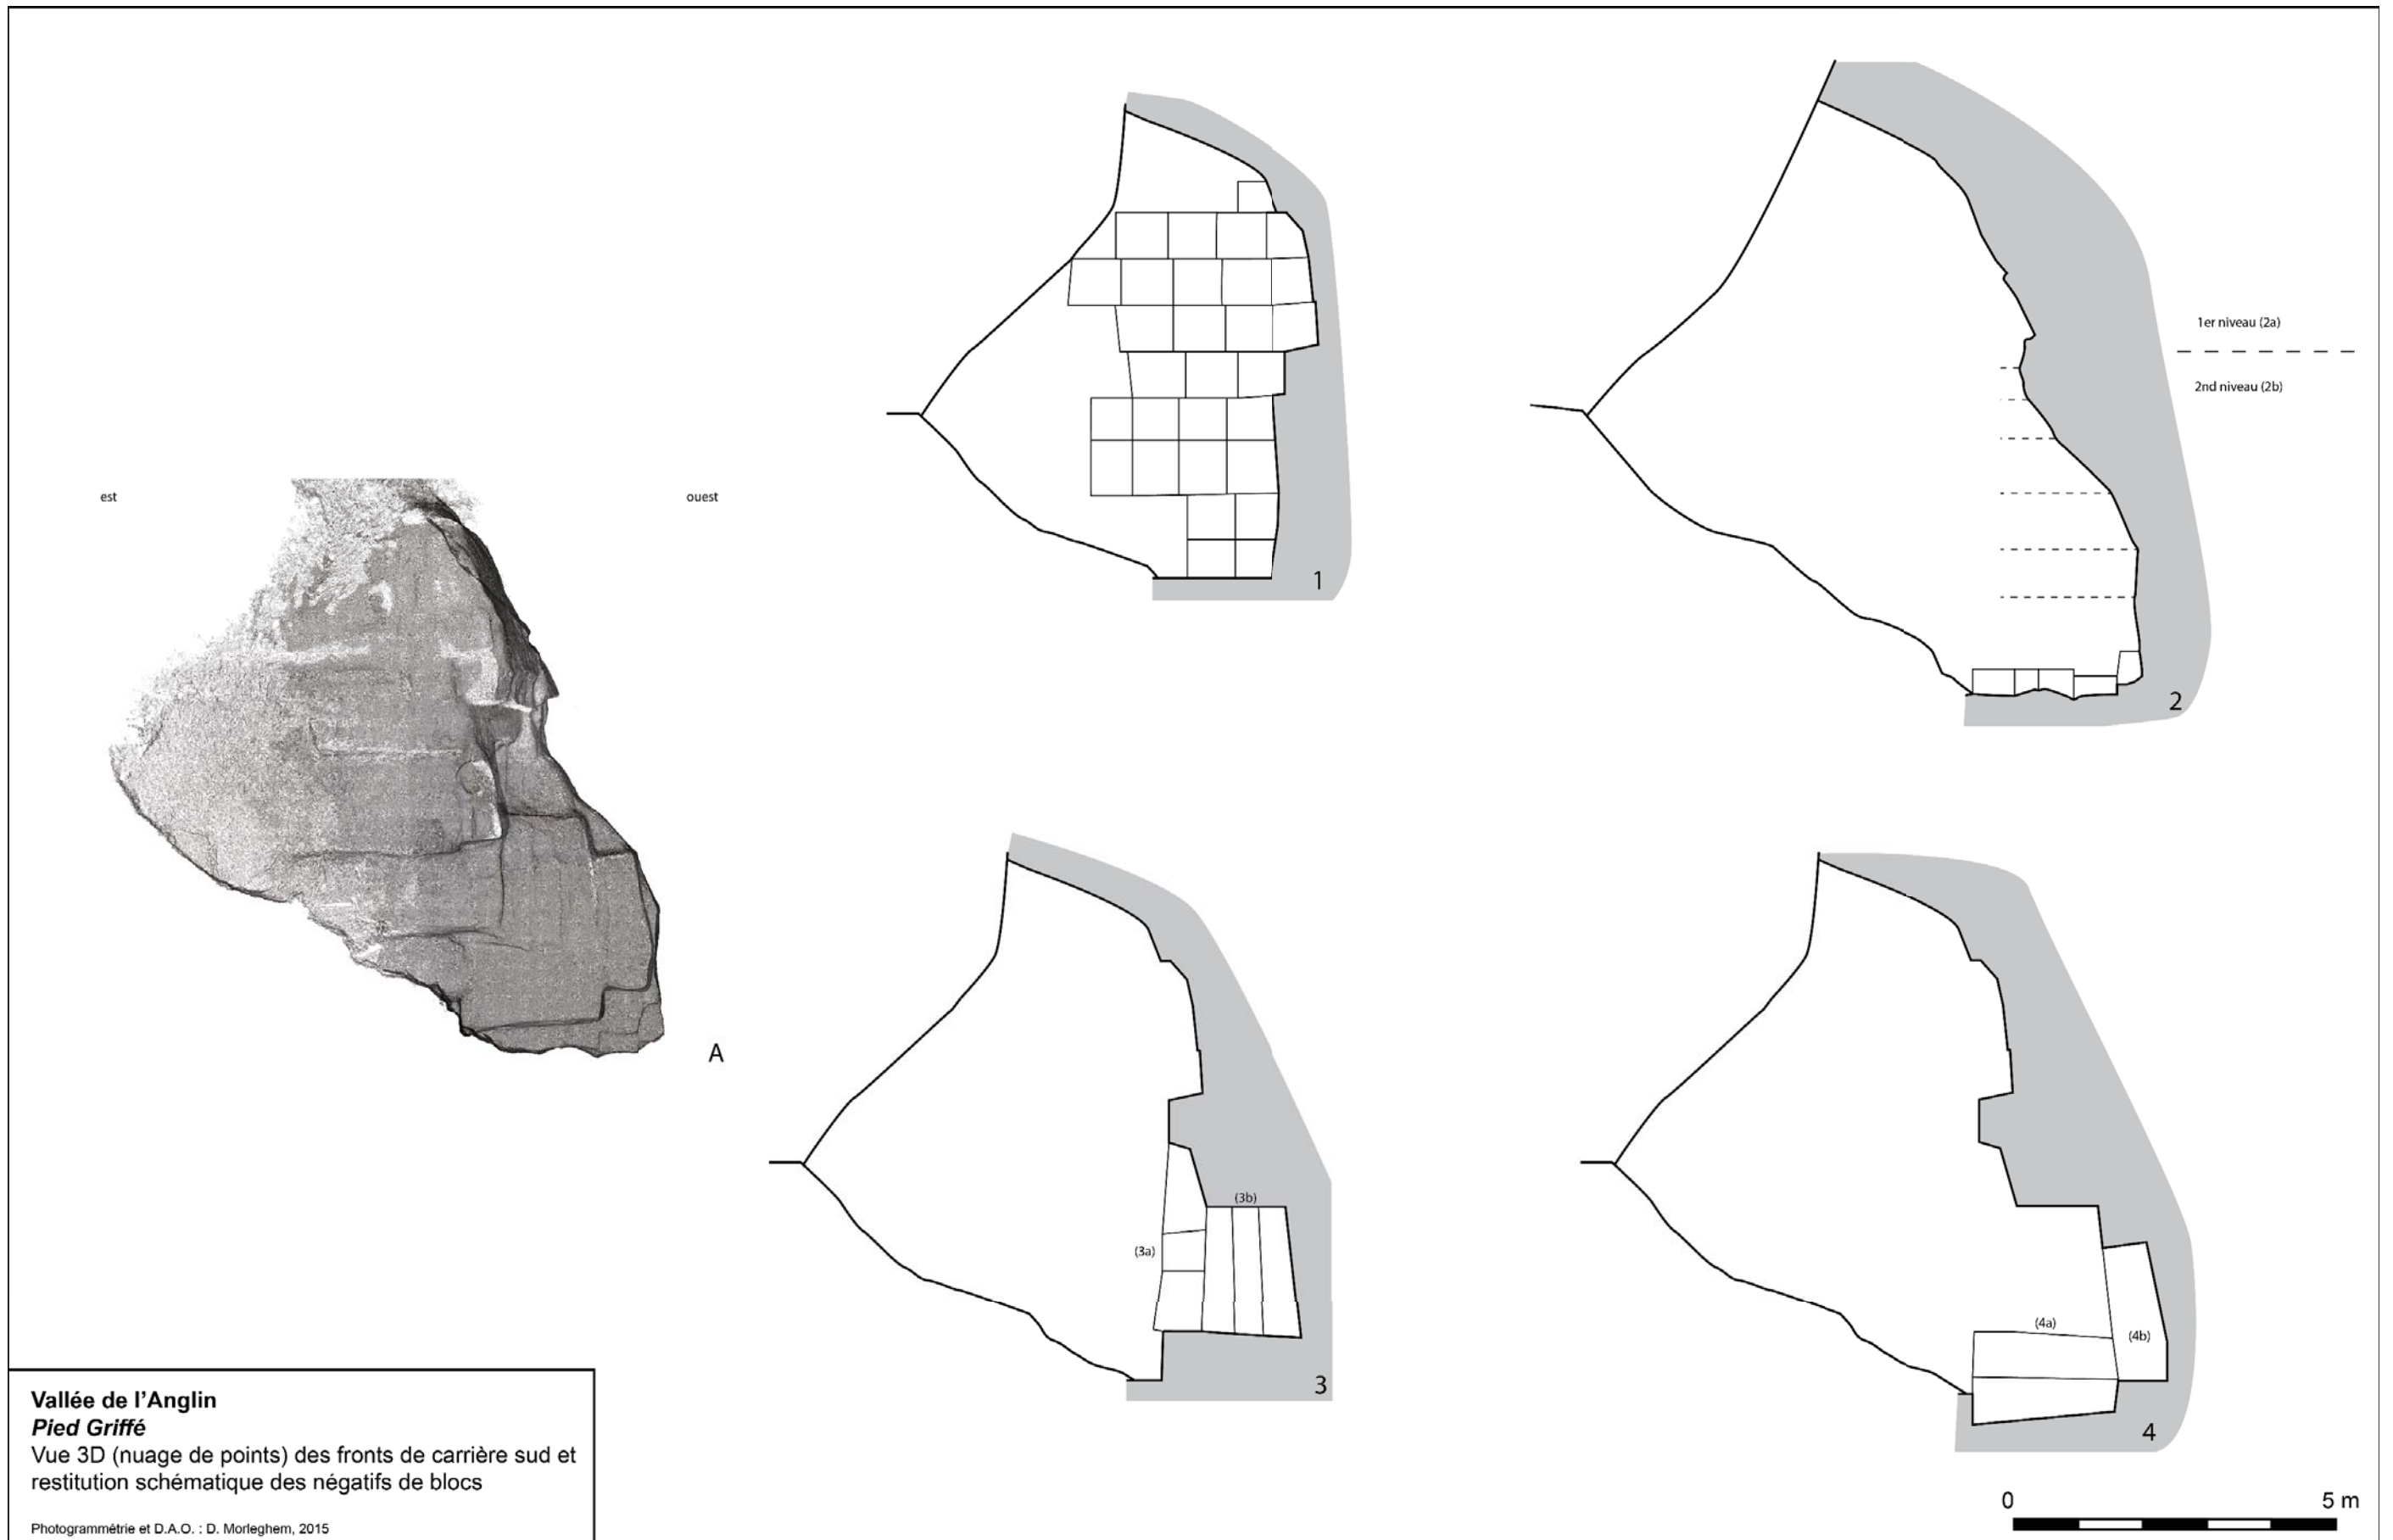 1er niveau (2a)
2nd niveau (2b)
1
2
est
ouest
A
(3b)
(3a)
3
(4a)
(4b)
4
Vallée de l'Anglin
Pied Griffé
Vue 3D (nuage de points) des fronts de carrière sud et
restitution schématique des négatifs de blocs
Photogrammétrie et D.A.O. : D. Morleghem, 2015
0 5 m